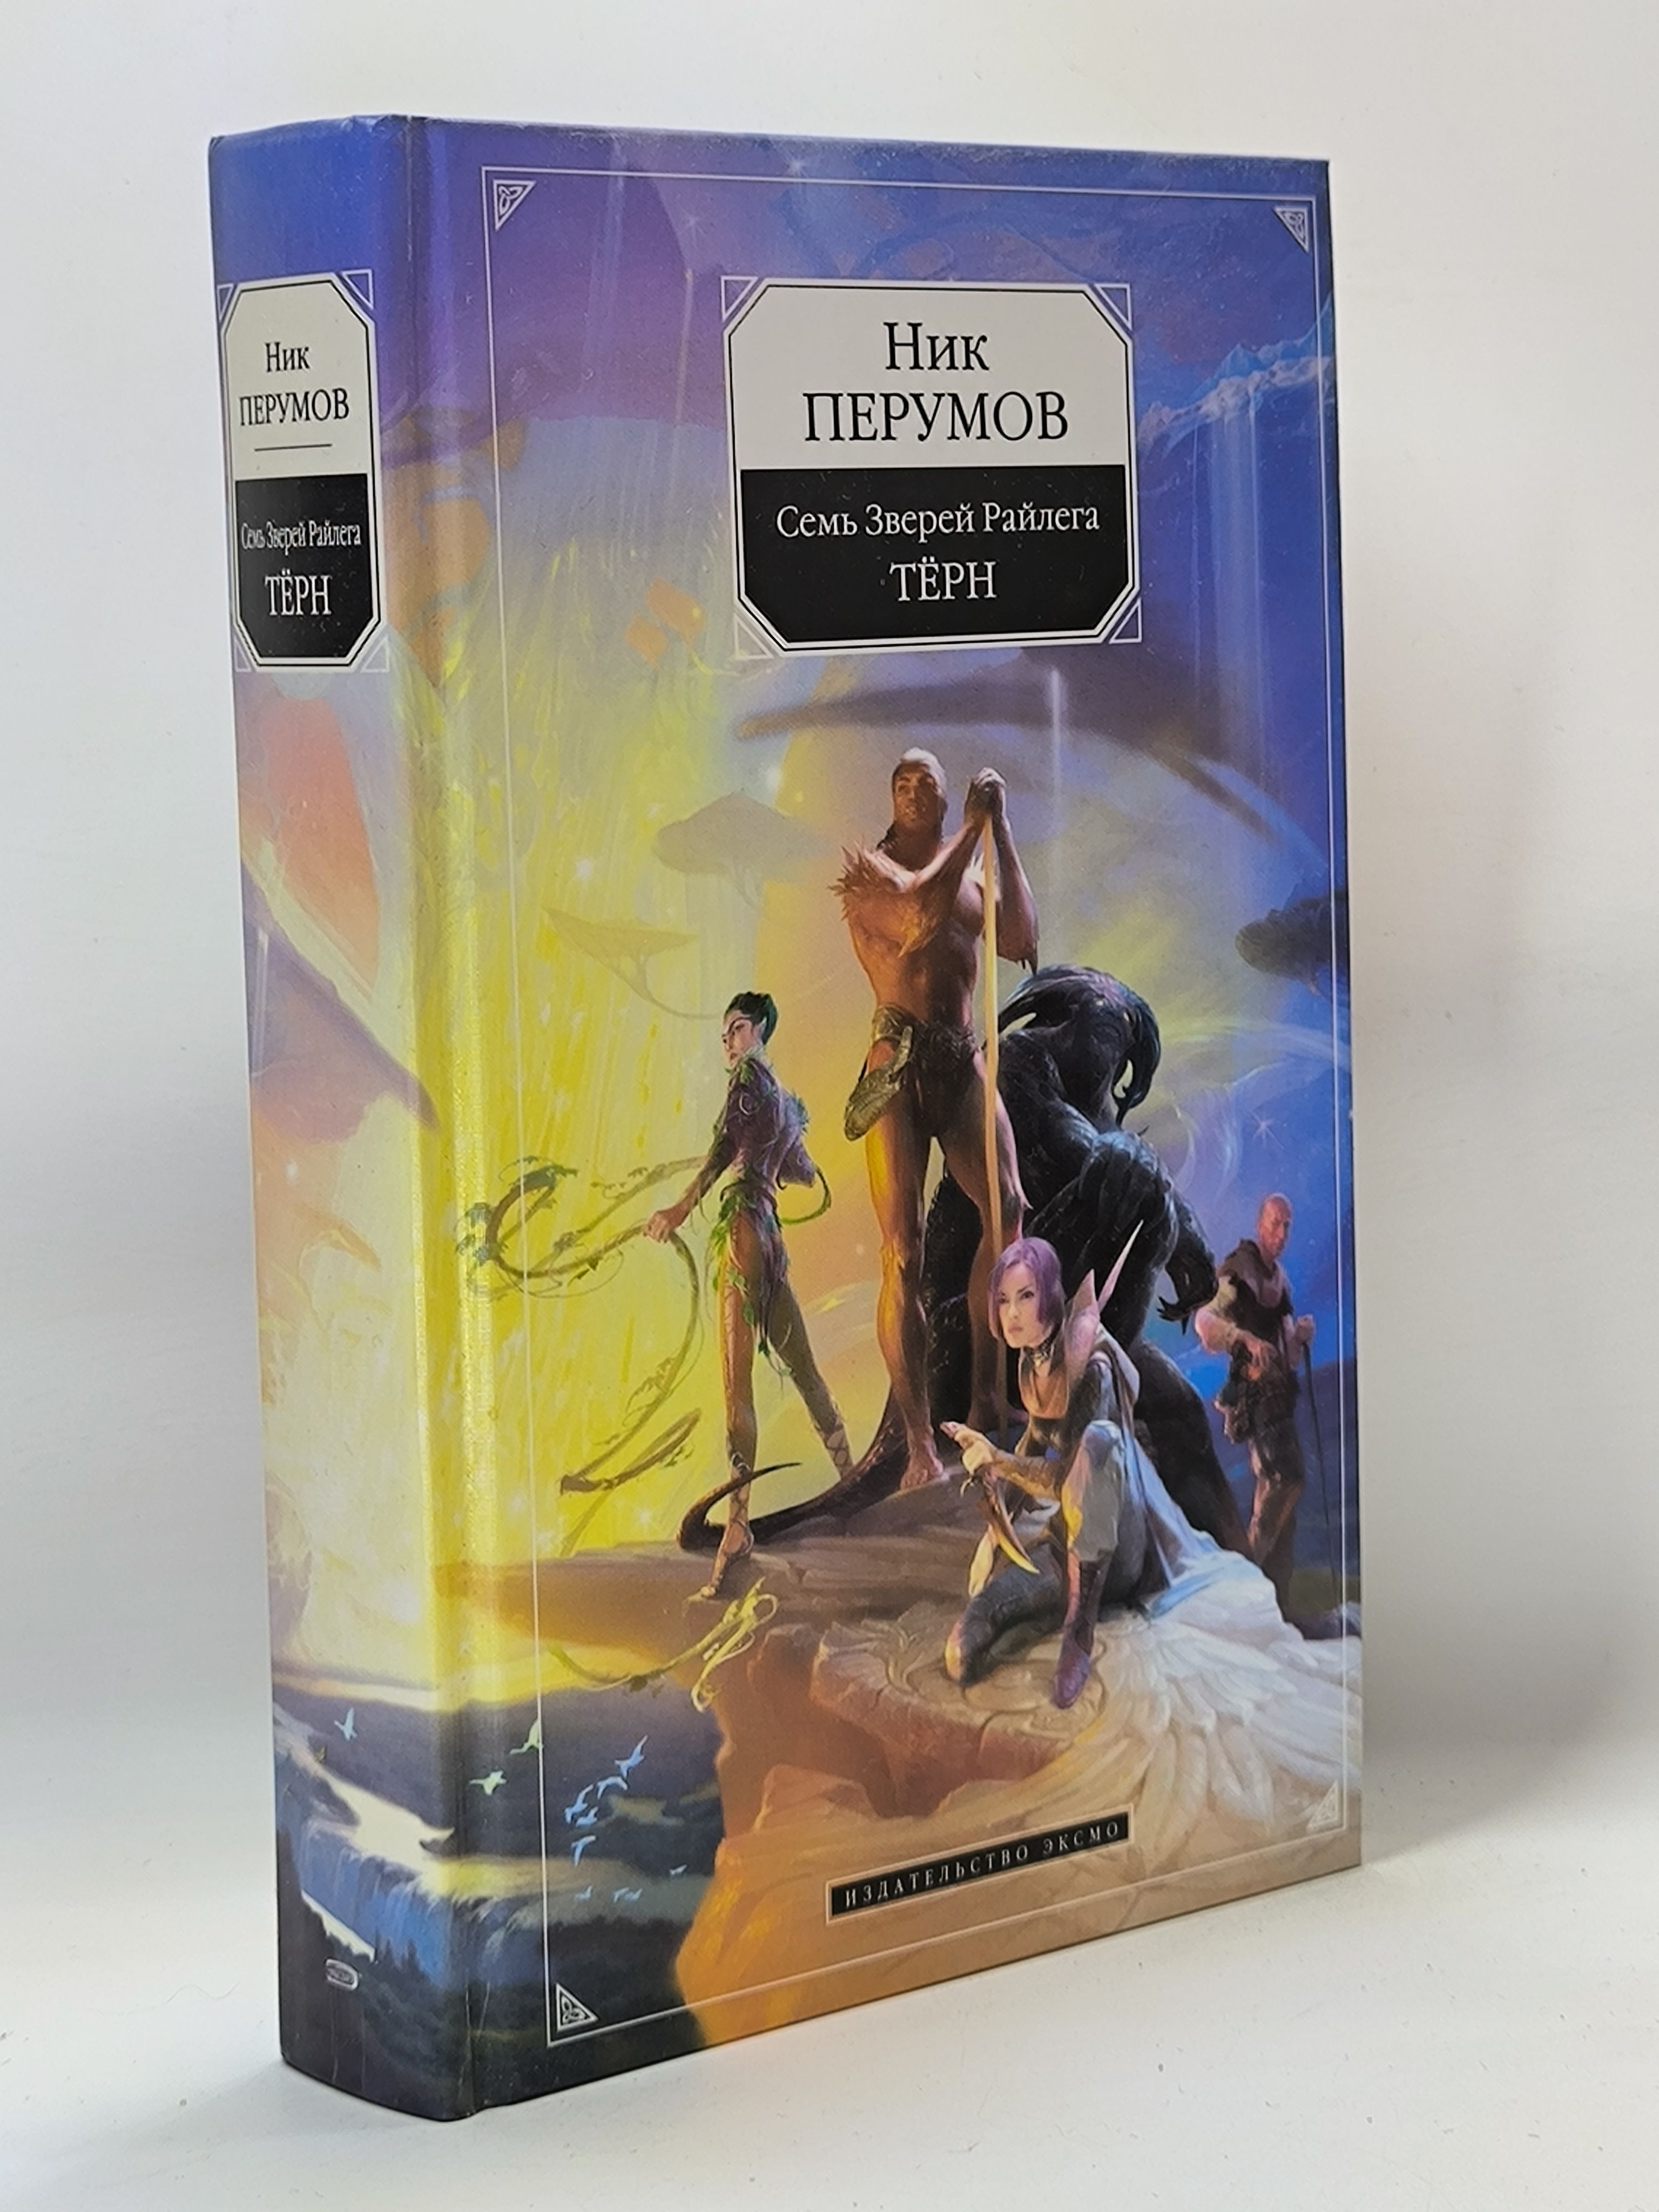 Ник
ПЕРУМОВ
Семь Зверей Райлега
ТЁРН
Ник
ПЕРУМОВ
Семь Зверей Райлега
ТЁРН
ИЗДАТЕЛЬСТВО ЭКСМО